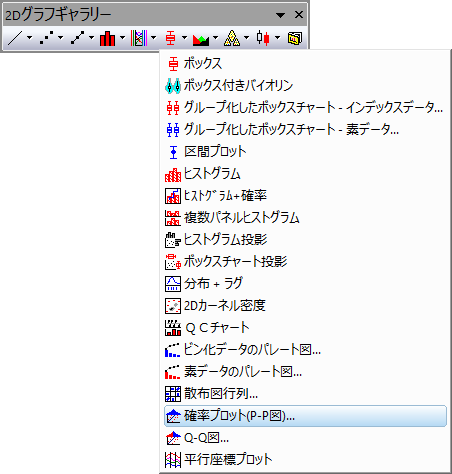 2Dグラフギャラリー
ボックス
ボックス付きバイオリン
グループ化したボックスチャート - インデックスデータ...
グループ化したボックスチャート - 素データ...
区間プロット
ヒストグラム
ﾋｽﾄｸﾞﾗﾑ+確率
複数パネルヒストグラム
ヒストグラム投影
ボックスチャート投影
分布 + ラグ
2Dカーネル密度
ＱＣチャート
ビン化データのパレート図...
素データのパレート図...
散布図行列...
確率プロット(P-P図)...
Q-Q図...
平行座標プロット